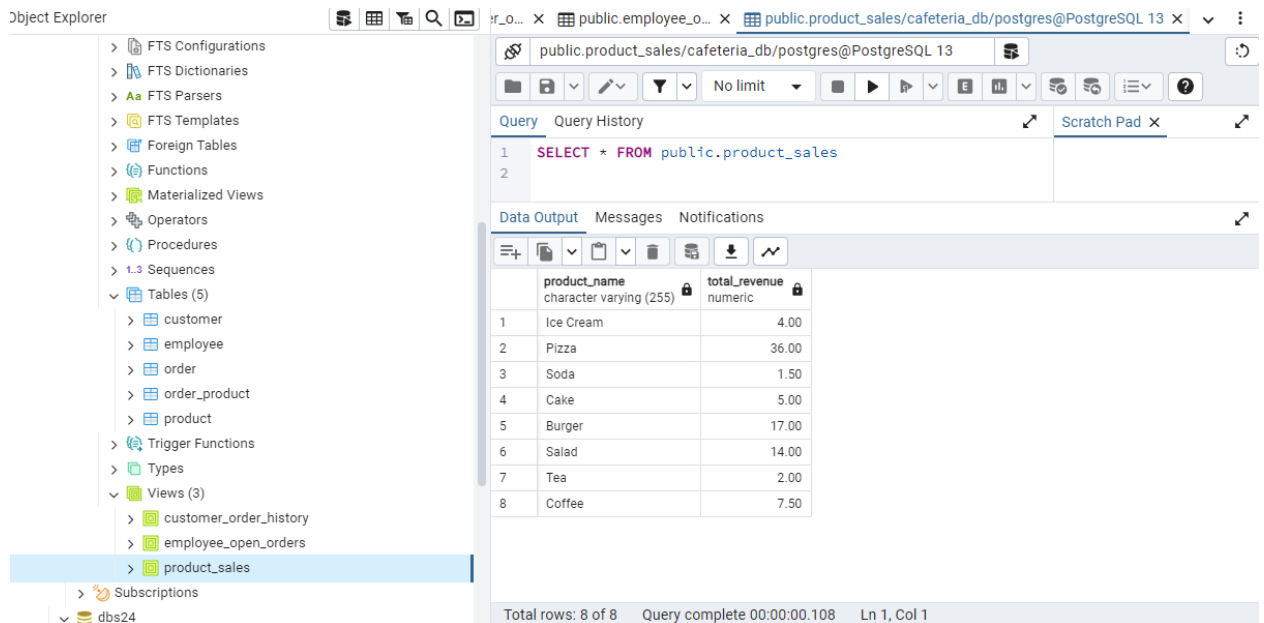 Object Explorer
FTS Configurations
FTS Dictionaries
Aa FTS Parsers
FTS Templates
Foreign Tables
Functions
Materialized Views
Operators
Procedures
1..3 Sequences
Tables (5)
customer
employee
order
order_product
product
Trigger Functions
Types
Views (3)
customer_order_history
employee_open_orders
product_sales
Subscriptions
dbs24
er_o... public.employee_o... public.product_sales/cafeteria_db/postgres@PostgreSQL 13
public.product_sales/cafeteria_db/postgres@PostgreSQL 13
No limit E
Query Query History Scratch Pad
1 SELECT * FROM public.product_sales
2
Data Output Messages Notifications
product_name total_revenue
character varying (255) numeric
1 Ice Cream 4.00
2 Pizza 36.00
3 Soda 1.50
4 Cake 5.00
5 Burger 17.00
6 Salad 14.00
7 Tea 2.00
8 Coffee 7.50
Total rows: 8 of 8 Query complete 00:00:00.108 Ln 1, Col 1